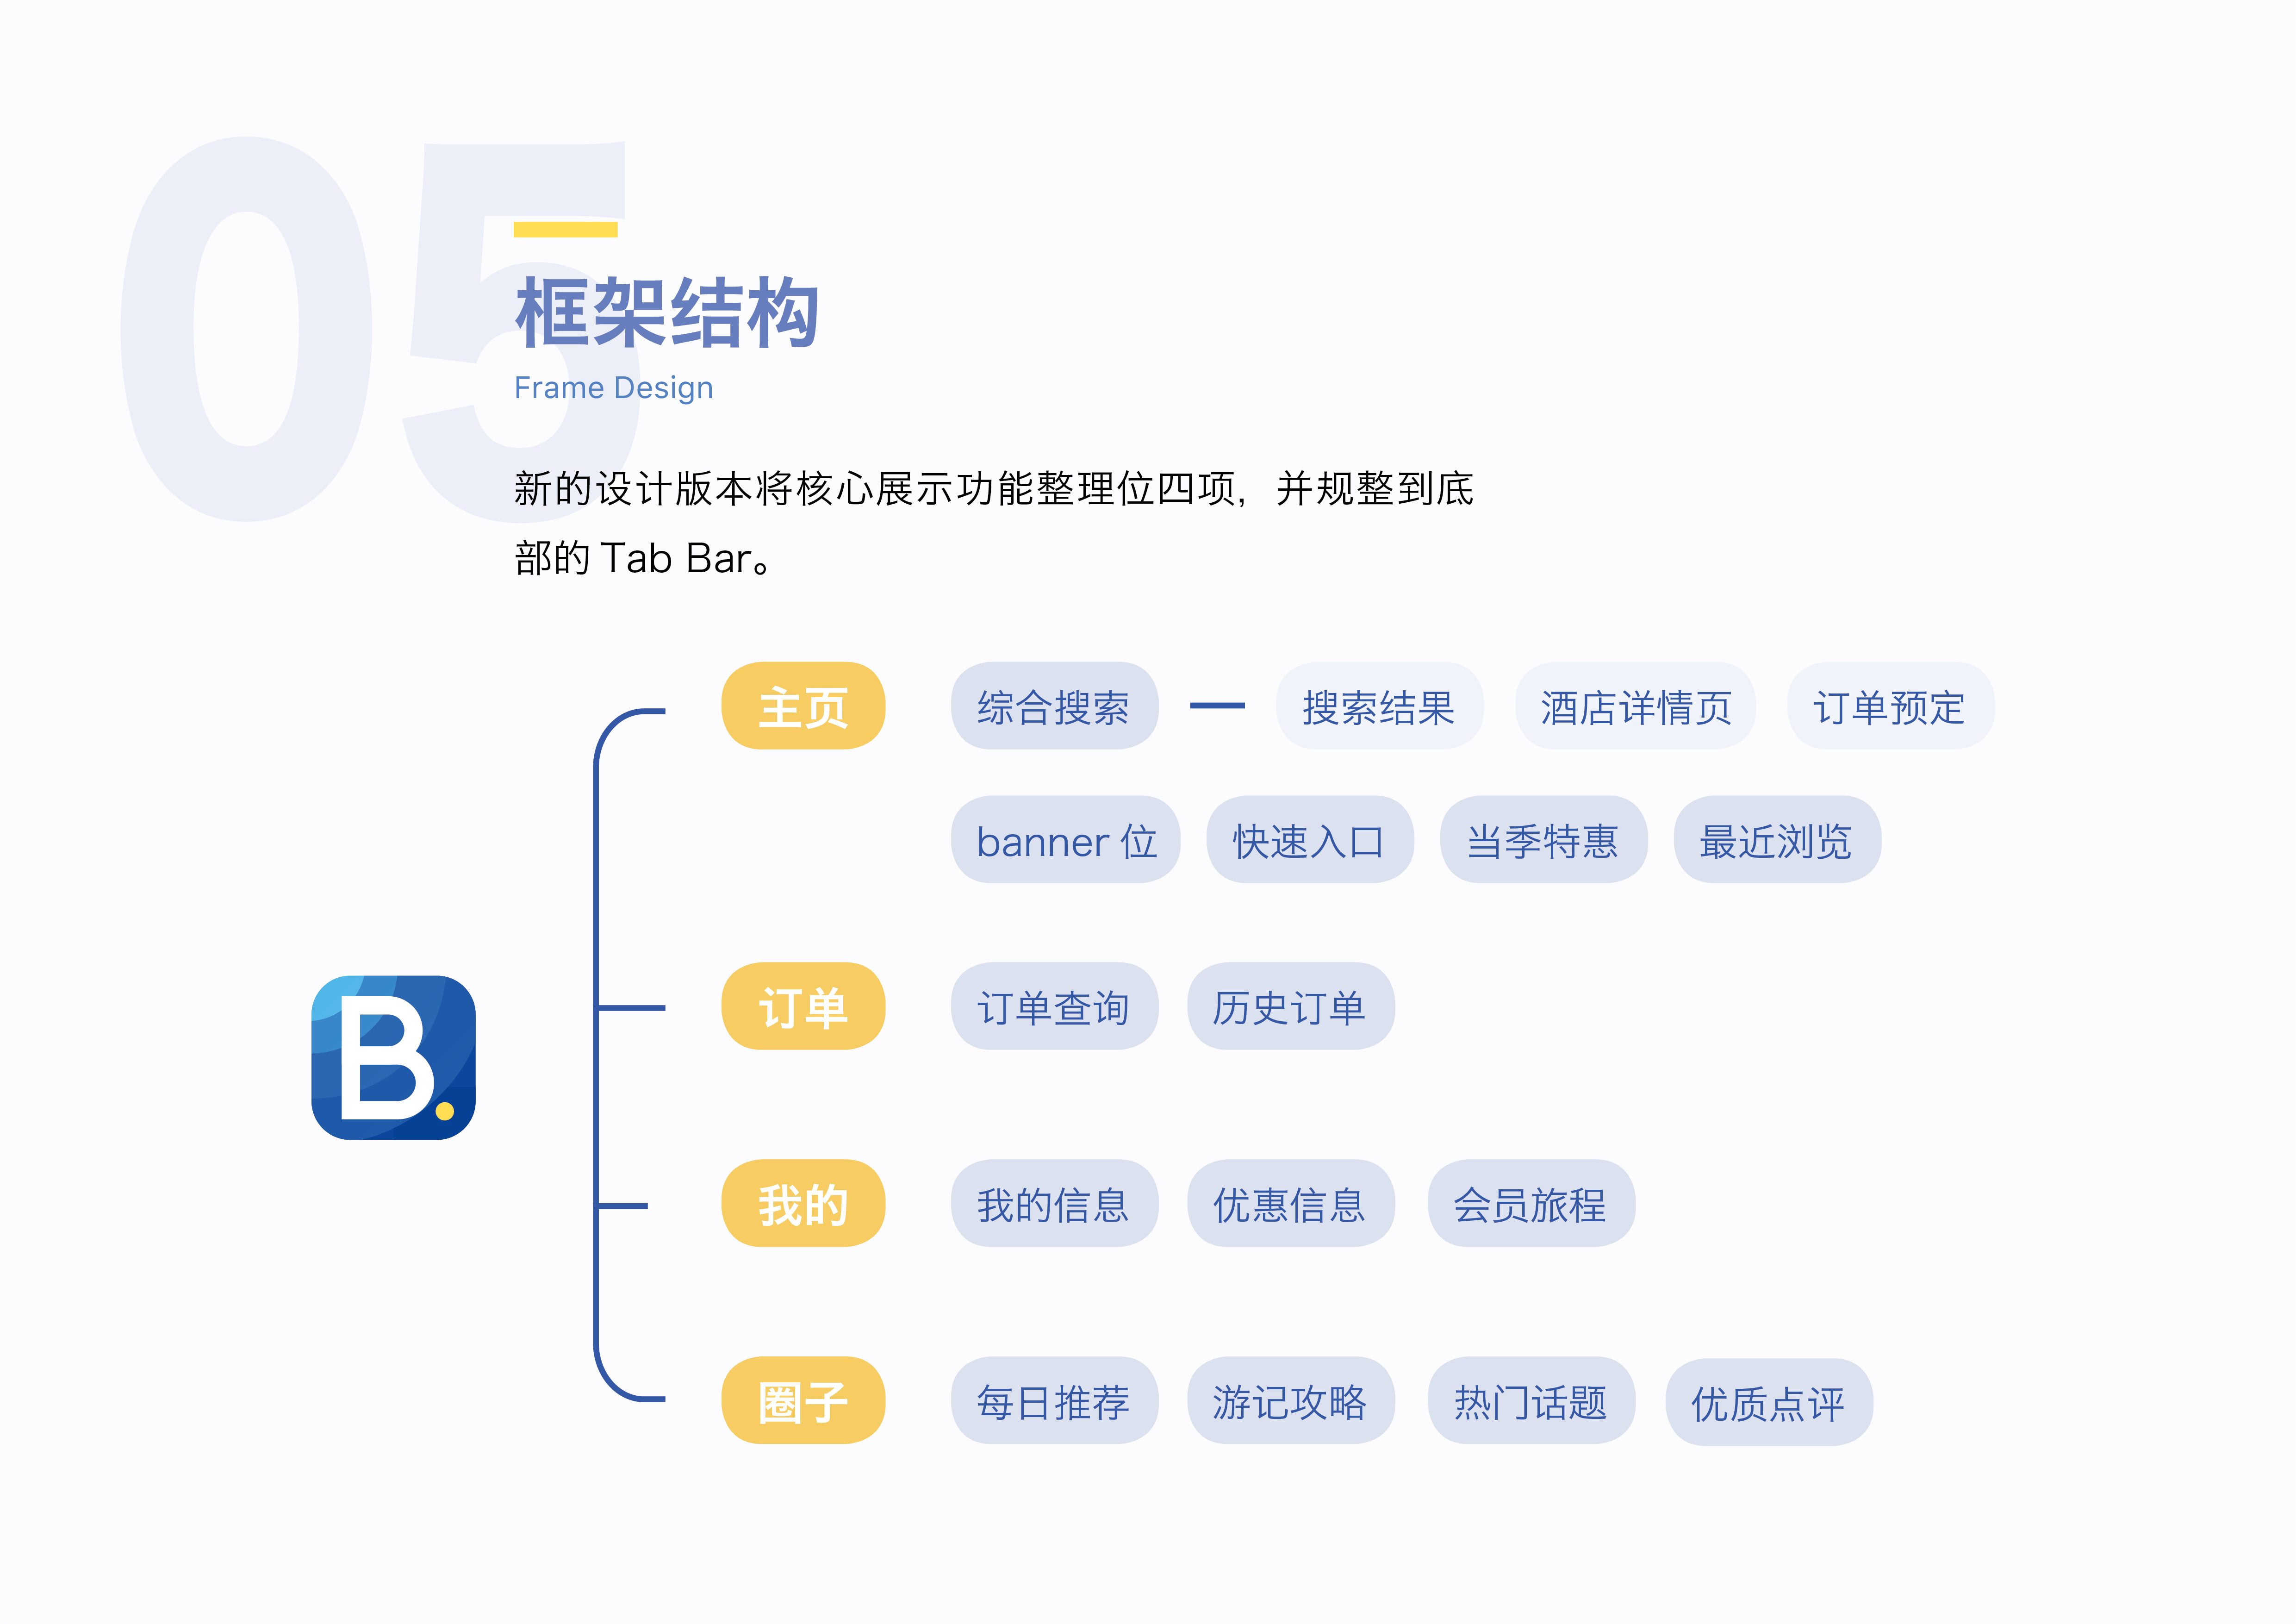 05
框架结构
Frame Design
新的设计版本将核心展示功能整理位四项，并规整到底
部的 Tab Bar。
主页 综合搜索 搜索结果 酒店详情页 订单预定
banner 位 快速入口 当季特惠 最近浏览
订单 订单查询 历史订单
B.
我的 我的信息 优惠信息 会员旅程
圈子 每日推荐 游记攻略 热门话题 优质点评